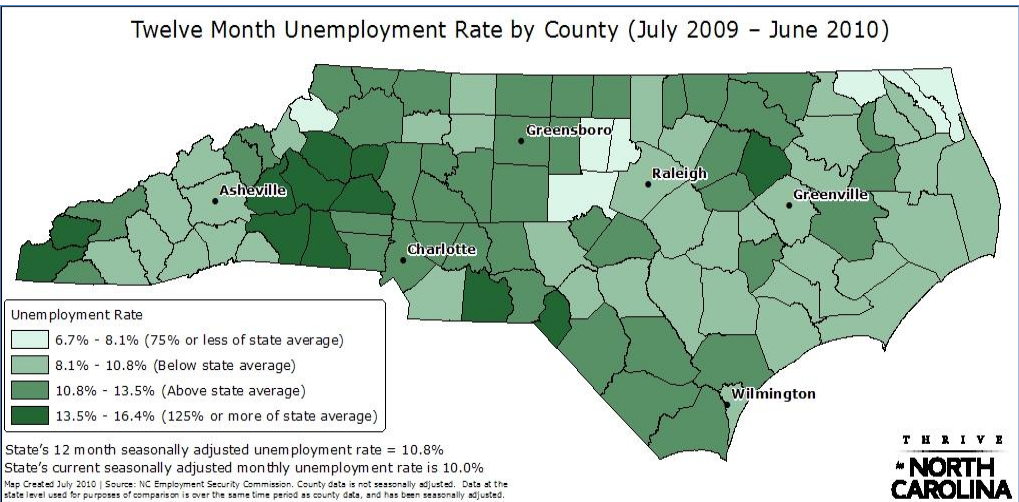 Twelve Month Unemployment Rate by County (July 2009 – June 2010)
Greensboro
Raleigh
Asheville
Greenville
Charlotte
Unemployment Rate
6.7% - 8.1% (75% or less of state average)
8.1% - 10.8% (Below state average)
10.8% - 13.5% (Above state average)
13.5% - 16.4% (125% or more of state average)
Wilmington
State's 12 month seasonally adjusted unemployment rate = 10.8%
State's current seasonally adjusted monthly unemployment rate is 10.0%
Map Created July 2010 | Source: NC Employment Security Commission. County data is not seasonally adjusted. Data at the
state level used for purposes of comparison is over the same time period as county data, and has been seasonally adjusted.
THRIVE
in NORTH
CAROLINA